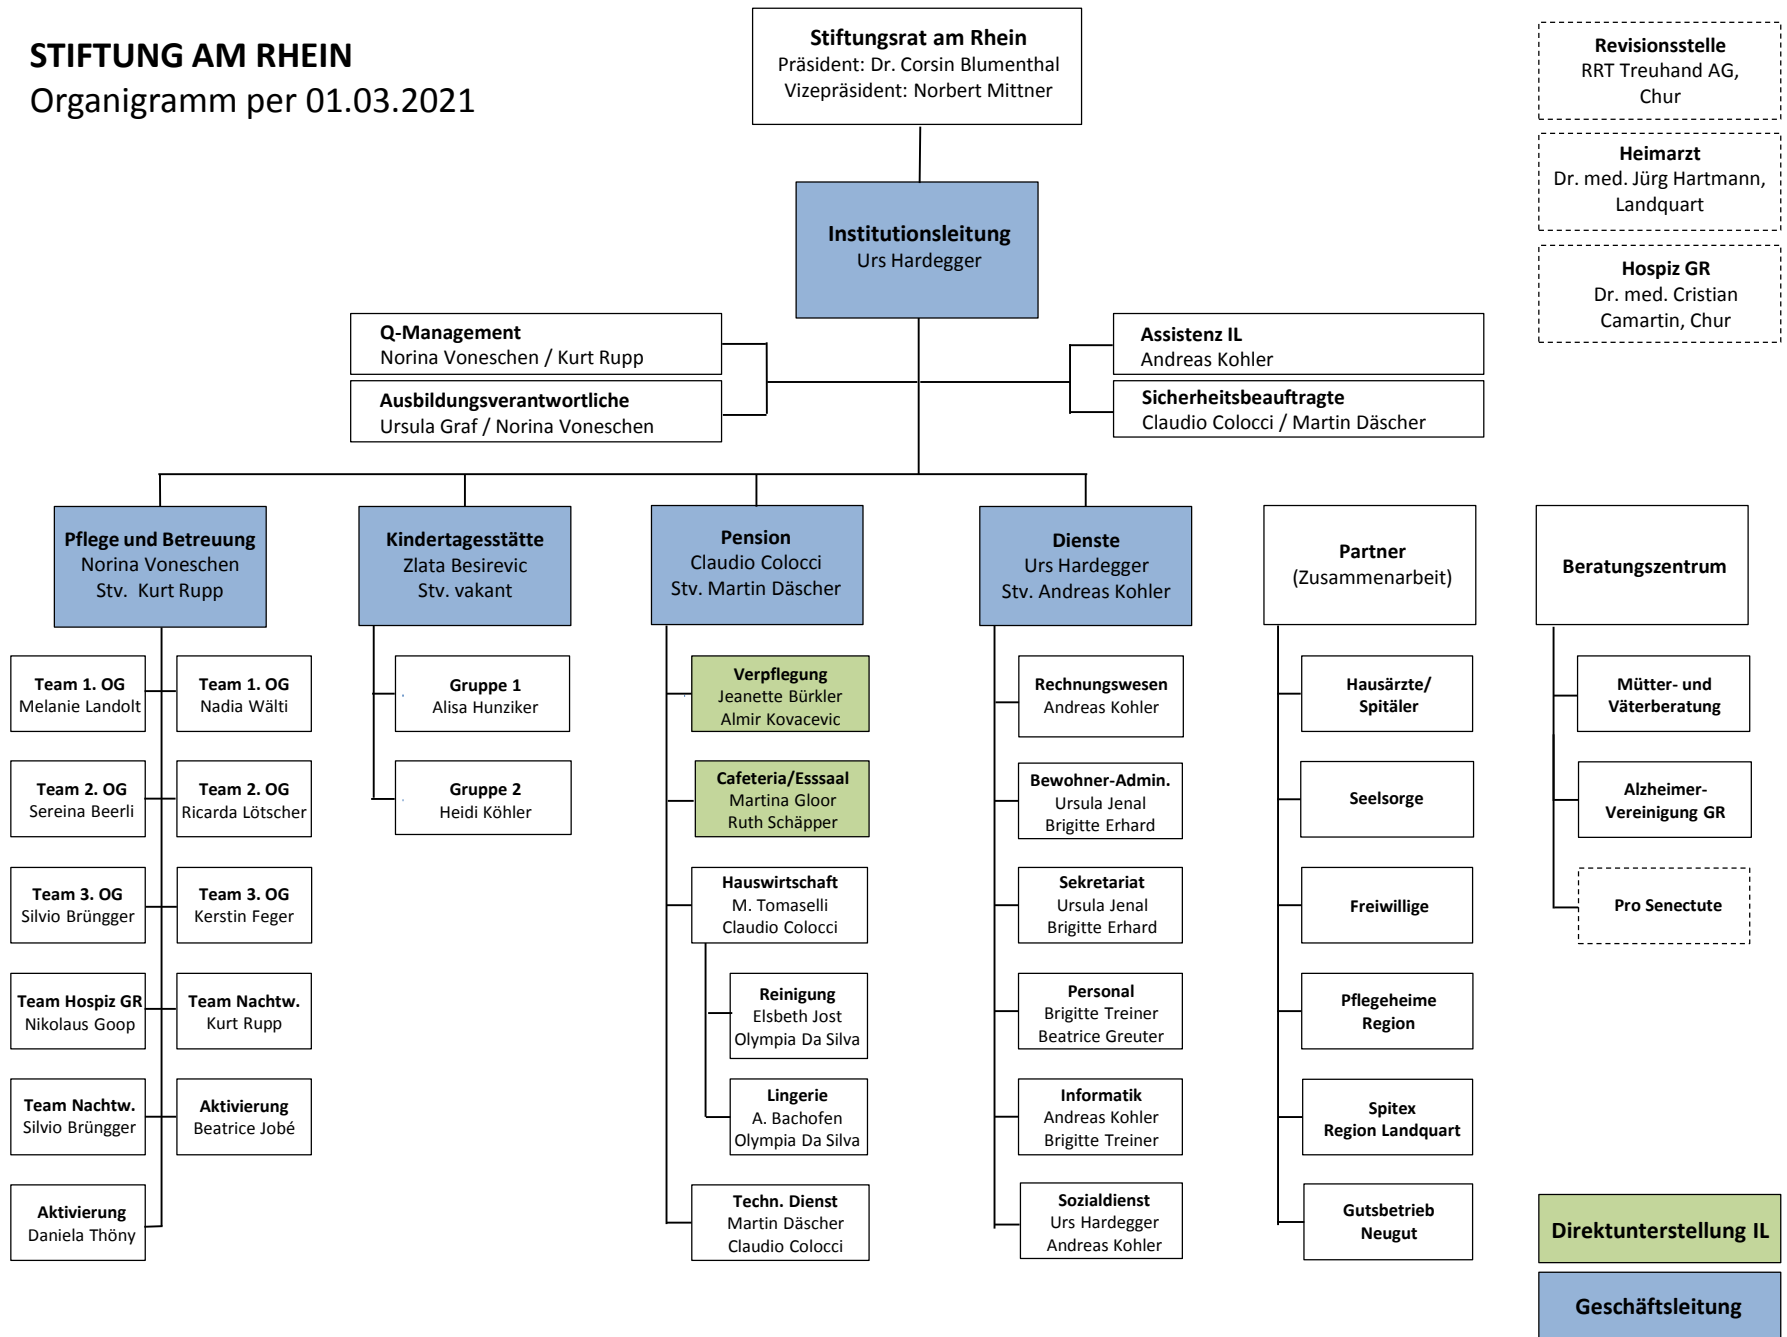 STIFTUNG AM RHEIN
Organigramm per 01.03.2021
Stiftungsrat am Rhein
Präsident: Dr. Corsin Blumenthal
Vizepräsident: Norbert Mittner
Revisionsstelle
RRT Treuhand AG,
Chur
Heimarzt
Dr. med. Jürg Hartmann,
Landquart
Hospiz GR
Dr. med. Cristian
Camartin, Chur
Institutionsleitung
Urs Hardegger
Q-Management
Norina Voneschen / Kurt Rupp
Ausbildungsverantwortliche
Ursula Graf / Norina Voneschen
Assistenz IL
Andreas Kohler
Sicherheitsbeauftragte
Claudio Colocci / Martin Däscher
Pflege und Betreuung
Norina Voneschen
Stv. Kurt Rupp
Team 1. OG
Melanie Landolt
Team 1. OG
Nadia Wälti
Team 2. OG
Sereina Beerli
Team 2. OG
Ricarda Lötscher
Team 3. OG
Silvio Brüngger
Team 3. OG
Kerstin Feger
Team Hospiz GR
Nikolaus Goop
Team Nachtw.
Kurt Rupp
Team Nachtw.
Silvio Brüngger
Aktivierung
Beatrice Jobé
Aktivierung
Daniela Thöny
Kindertagesstätte
Zlata Besirevic
Stv. vakant
Gruppe 1
Alisa Hunziker
Gruppe 2
Heidi Köhler
Pension
Claudio Colocci
Stv. Martin Däscher
Verpflegung
Jeanette Bürkler
Almir Kovacevic
Cafeteria/Esssaal
Martina Gloor
Ruth Schäpper
Hauswirtschaft
M. Tomaselli
Claudio Colocci
Reinigung
Elsbeth Jost
Olympia Da Silva
Lingerie
A. Bachofen
Olympia Da Silva
Techn. Dienst
Martin Däscher
Claudio Colocci
Dienste
Urs Hardegger
Stv. Andreas Kohler
Rechnungswesen
Andreas Kohler
Bewohner-Admin.
Ursula Jenal
Brigitte Erhard
Sekretariat
Ursula Jenal
Brigitte Erhard
Personal
Brigitte Treiner
Beatrice Greuter
Informatik
Andreas Kohler
Brigitte Treiner
Sozialdienst
Urs Hardegger
Andreas Kohler
Partner
(Zusammenarbeit)
Hausärzte/
Spitäler
Seelsorge
Freiwillige
Pflegeheime
Region
Spitex
Region Landquart
Gutsbetrieb
Neugut
Beratungszentrum
Mütter- und
Väterberatung
Alzheimer-
Vereinigung GR
Pro Senectute
Direktunterstellung IL
Geschäftsleitung